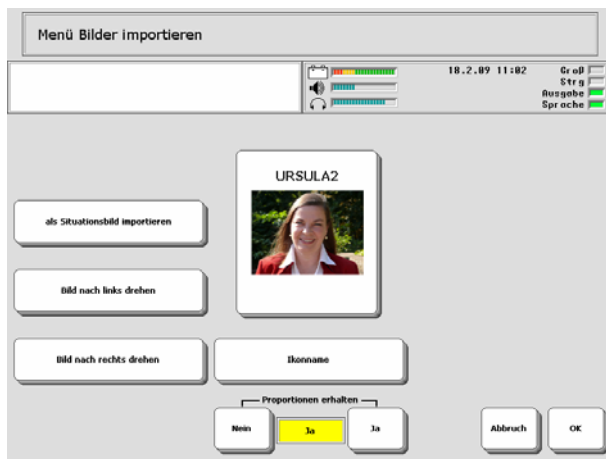 Menü Bilder importieren
18.2.09 11:02
Groß
Strg
Ausgabe
Sprache
URSULA2
als Situationsbild importieren
Bild nach links drehen
Bild nach rechts drehen
Ikonname
Proportionen erhalten
Nein
Ja
Ja
Abbruch
OK